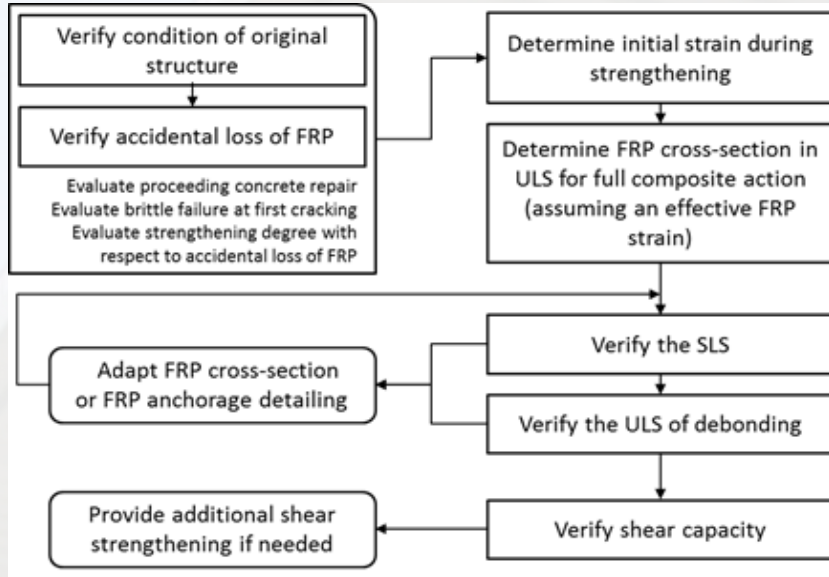 Verify condition of original
structure
Verify accidental loss of FRP
Evaluate proceeding concrete repair
Evaluate brittle failure at first cracking
Evaluate strengthening degree with
respect to accidental loss of FRP
Determine initial strain during
strengthening
Determine FRP cross-section in
ULS for full composite action
(assuming an effective FRP
strain)
Verify the SLS
Adapt FRP cross-section
or FRP anchorage detailing
Verify the ULS of debonding
Provide additional shear
strengthening if needed
Verify shear capacity